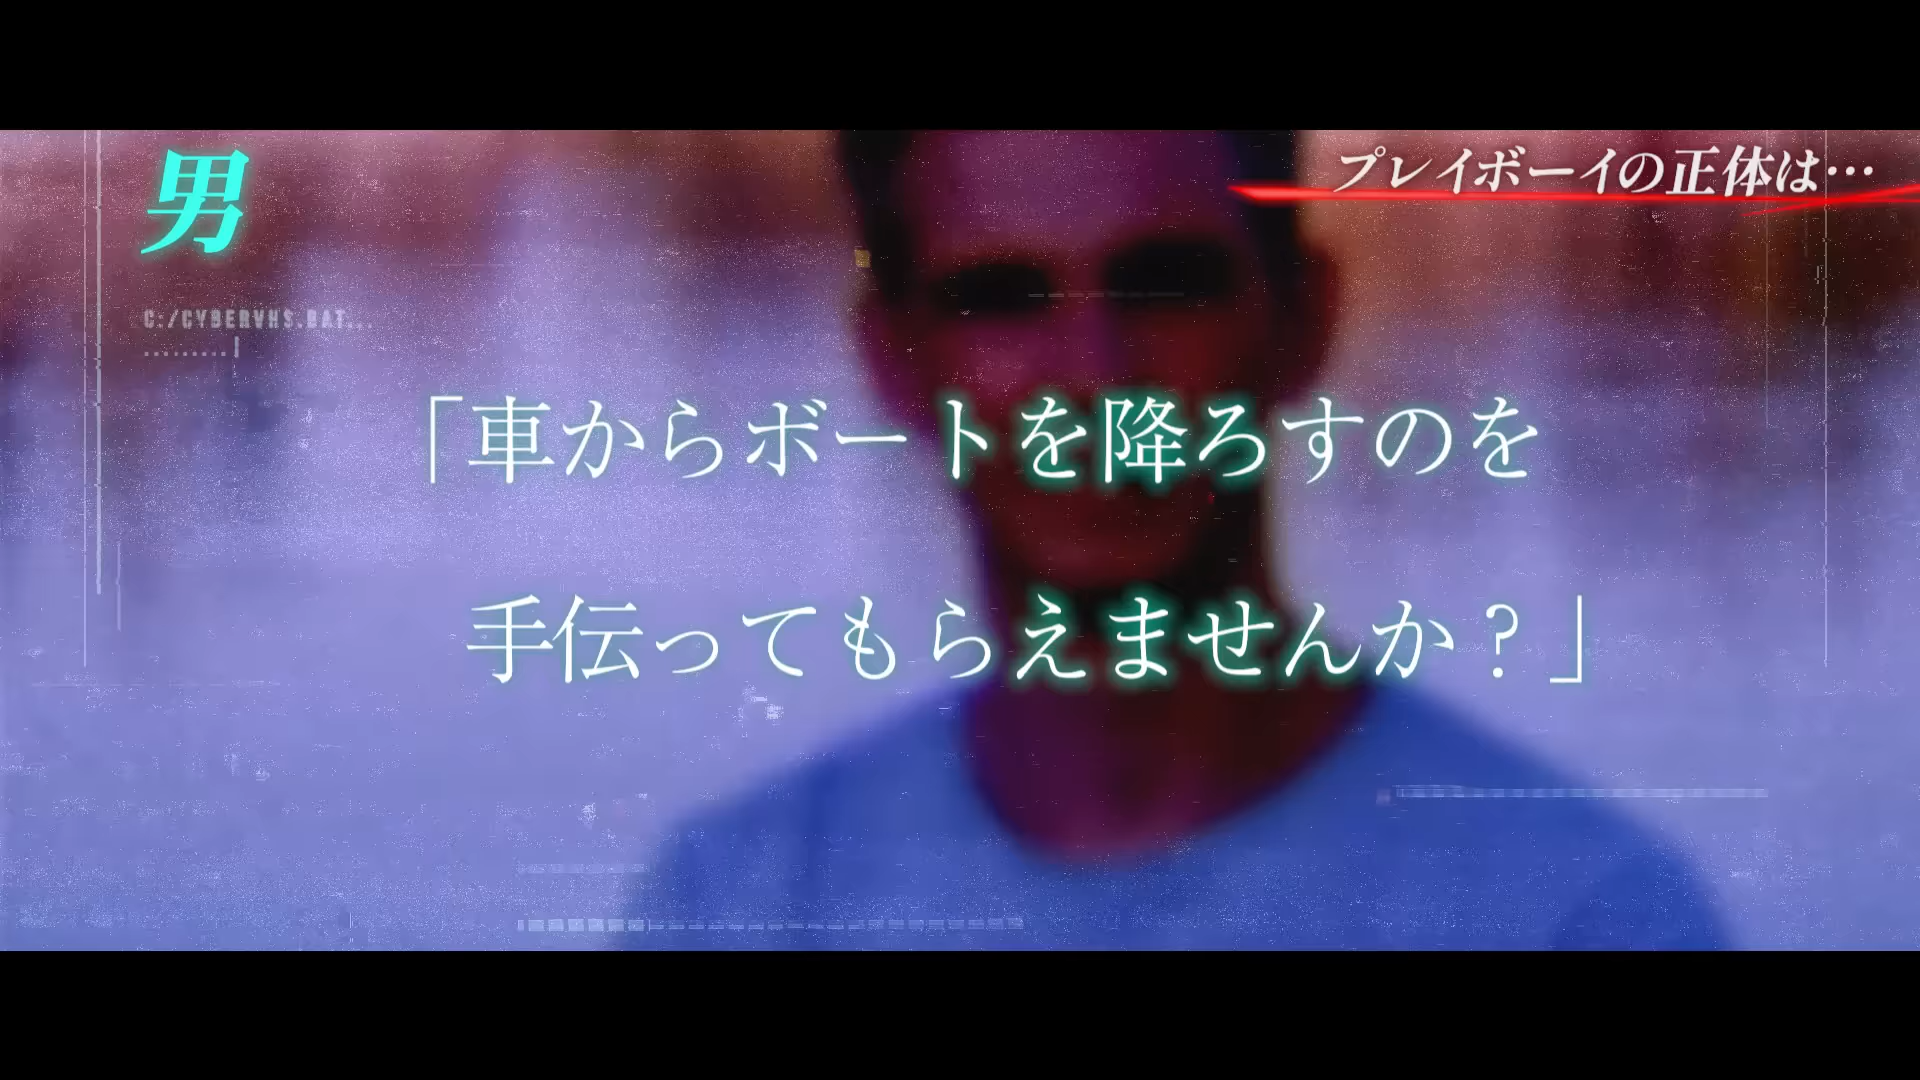 男
プレイボーイの正体は…
C:/CYBERVHS.BAT...
.........
「車からボートを降ろすのを
手伝ってもらえませんか？」